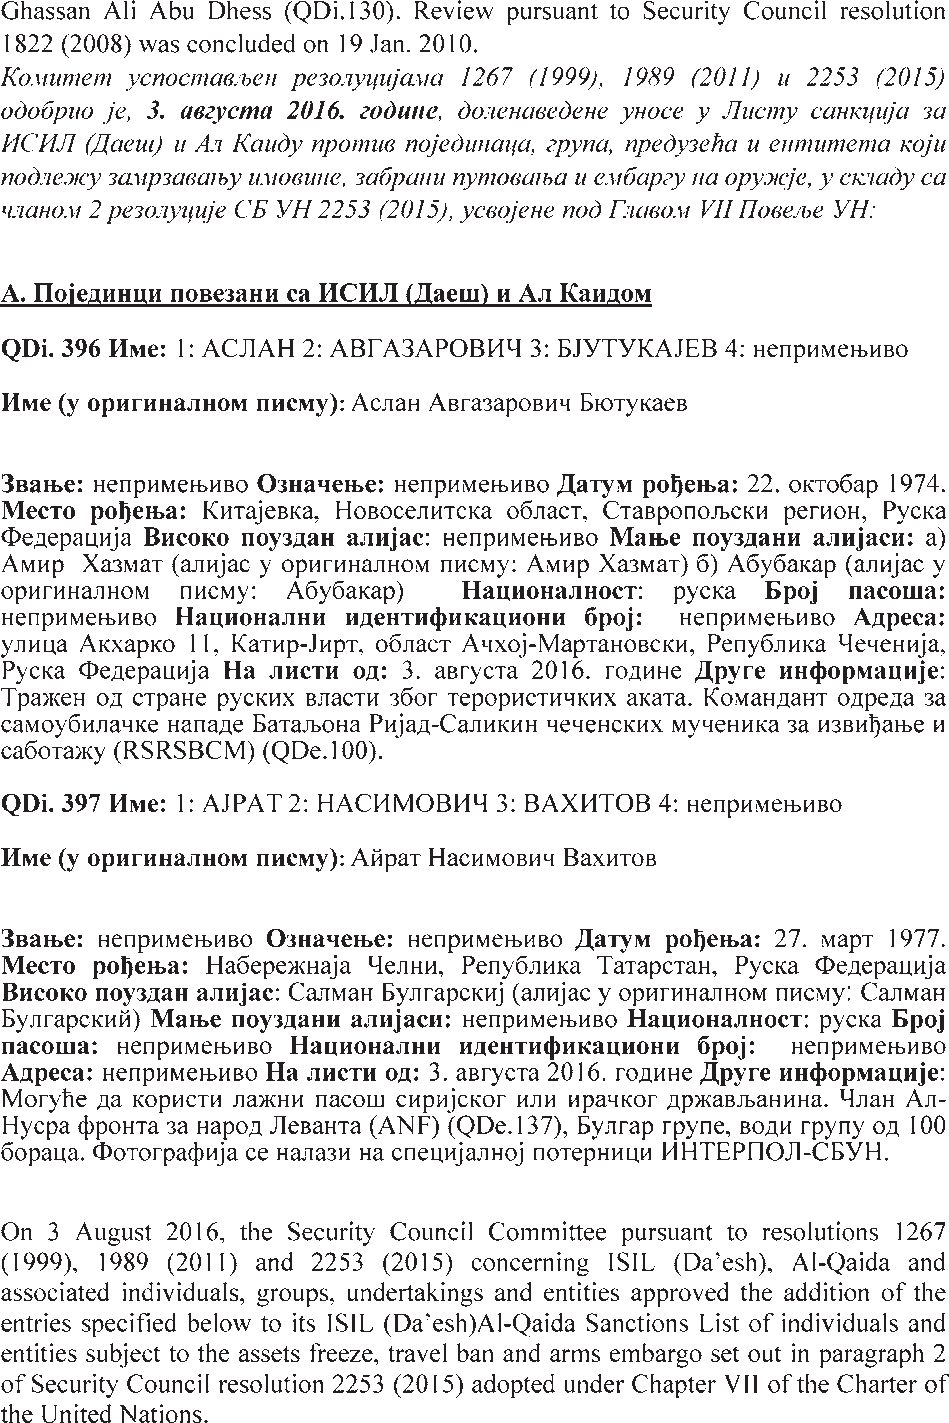 Ghassan Ali Abu Dhess (QDi.130). Review pursuant to Security Council resolution
1822 (2008) was concluded on 19 Jan. 2010.
Комитет успостављен резолуцијама 1267 (1999), 1989 (2011) и 2253 (2015)
одобрио је, 3. августа 2016. године, доленаведене уносе у Листу санкција за
ИСИЛ (Даеш) и Ал Каиду против појединаца, група, предузећа и ентитета који
подлежу замрзавању имовине, забрани путовања и ембаргу на оружје, у складу са
чланом 2 резолуције СБ УН 2253 (2015), усвојене под Главом VII Повеље УН:
А. Појединци повезани са ИСИЛ (Даеш) и Ал Каидом
QDi. 396 Име: 1: АСЛАН 2: АВГАЗАРОВИЧ 3: БЈУТУКАЈЕВ 4: непримењиво
Име (у оригиналном писму): Аслан Авгазарович Бютукаев
Звање: непримењиво Означење: непримењиво Датум рођења: 22. октобар 1974.
Место рођења: Китајевка, Новоселитска област, Ставропољски регион, Руска
Федерација Високо поуздан алијас: непримењиво Мање поуздани алијаси: а)
Амир Хазмат (алијас у оригиналном писму: Амир Хазмат) б) Абубакар (алијас у
оригиналном писму: Абубакар) Националност: руска Број пасоша:
непримењиво Национални идентификациони број: непримењиво Адреса:
улица Акхарко 11, Катир-Јирт, област Ачхој-Мартановски, Република Чеченија,
Руска Федерација На листи од: 3. августа 2016. године Друге информације:
Тражен од стране руских власти због терористичких аката. Командант одреда за
самоубилачке нападе Батаљона Ријад-Саликин чеченских мученика за извиђање и
саботажу (RSRSBCM) (QDe.100).
QDi. 397 Име: 1: АЈРАТ 2: НАСИМОВИЧ 3: ВАХИТОВ 4: непримењиво
Име (у оригиналном писму): Айрат Насимович Вахитов
Звање: непримењиво Означење: непримењиво Датум рођења: 27. март 1977.
Место рођења: Набережнаја Челни, Република Татарстан, Руска Федерација
Високо поуздан алијас: Салман Булгарскиј (алијас у оригиналном писму: Салман
Булгарский) Мање поуздани алијаси: непримењиво Националност: руска Број
пасоша: непримењиво Национални идентификациони број: непримењиво
Адреса: непримењиво На листи од: 3. августа 2016. године Друге информације:
Могуће да користи лажни пасош сиријског или ирачког држављанина. Члан Ал-
Нусра фронта за народ Леванта (ANF) (QDe.137), Булгар групе, води групу од 100
бораца. Фотографија се налази на специјалној потерници ИНТЕРПОЛ-СБУН.
On 3 August 2016, the Security Council Committee pursuant to resolutions 1267
(1999), 1989 (2011) and 2253 (2015) concerning ISIL (Da’esh), Al-Qaida and
associated individuals, groups, undertakings and entities approved the addition of the
entries specified below to its ISIL (Da‛esh)Al-Qaida Sanctions List of individuals and
entities subject to the assets freeze, travel ban and arms embargo set out in paragraph 2
of Security Council resolution 2253 (2015) adopted under Chapter VII of the Charter of
the United Nations.